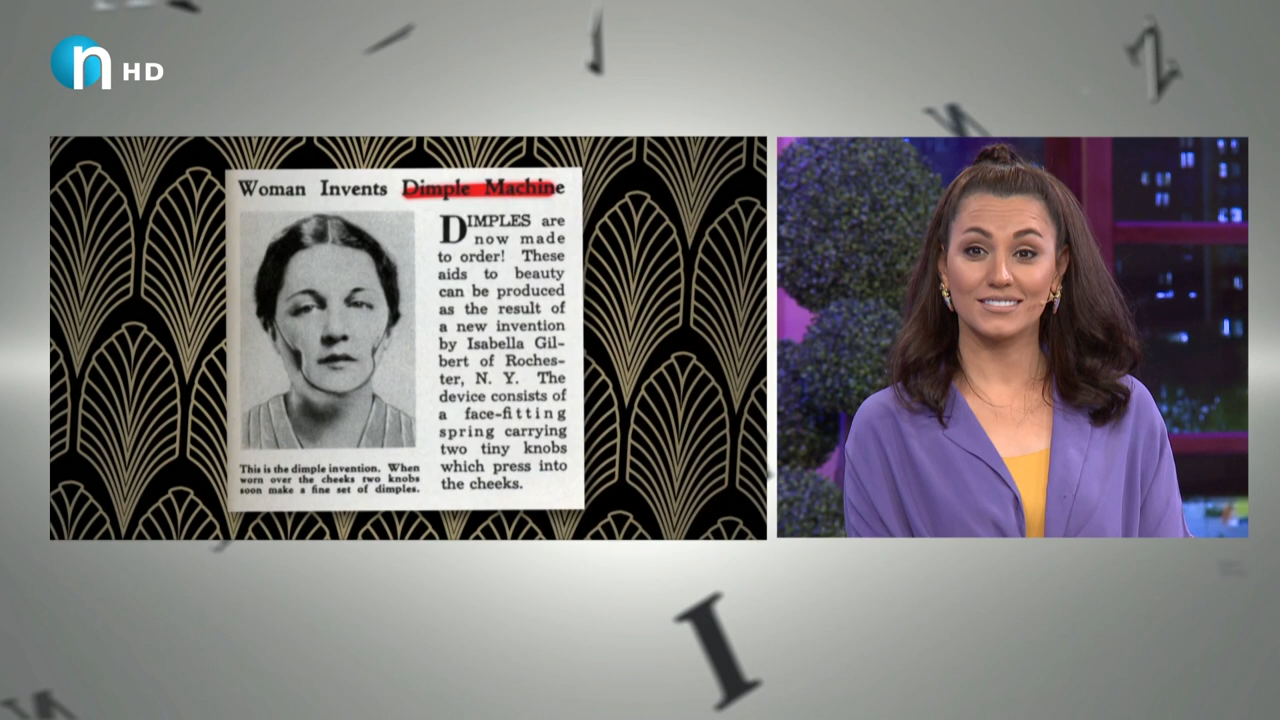 n HD
Woman Invents Dimple Machine
DIMPLES are
now made
to order! These
aids to beauty
can be produced
as the result of
a new invention
by Isabella Gil-
bert of Roches-
ter, N. Y. The
device consists of
a face-fitting
spring carrying
two tiny knobs
which press into
the cheeks.
This is the dimple invention. When
worn over the cheeks two knobs
soon make a fine set of dimples.
I